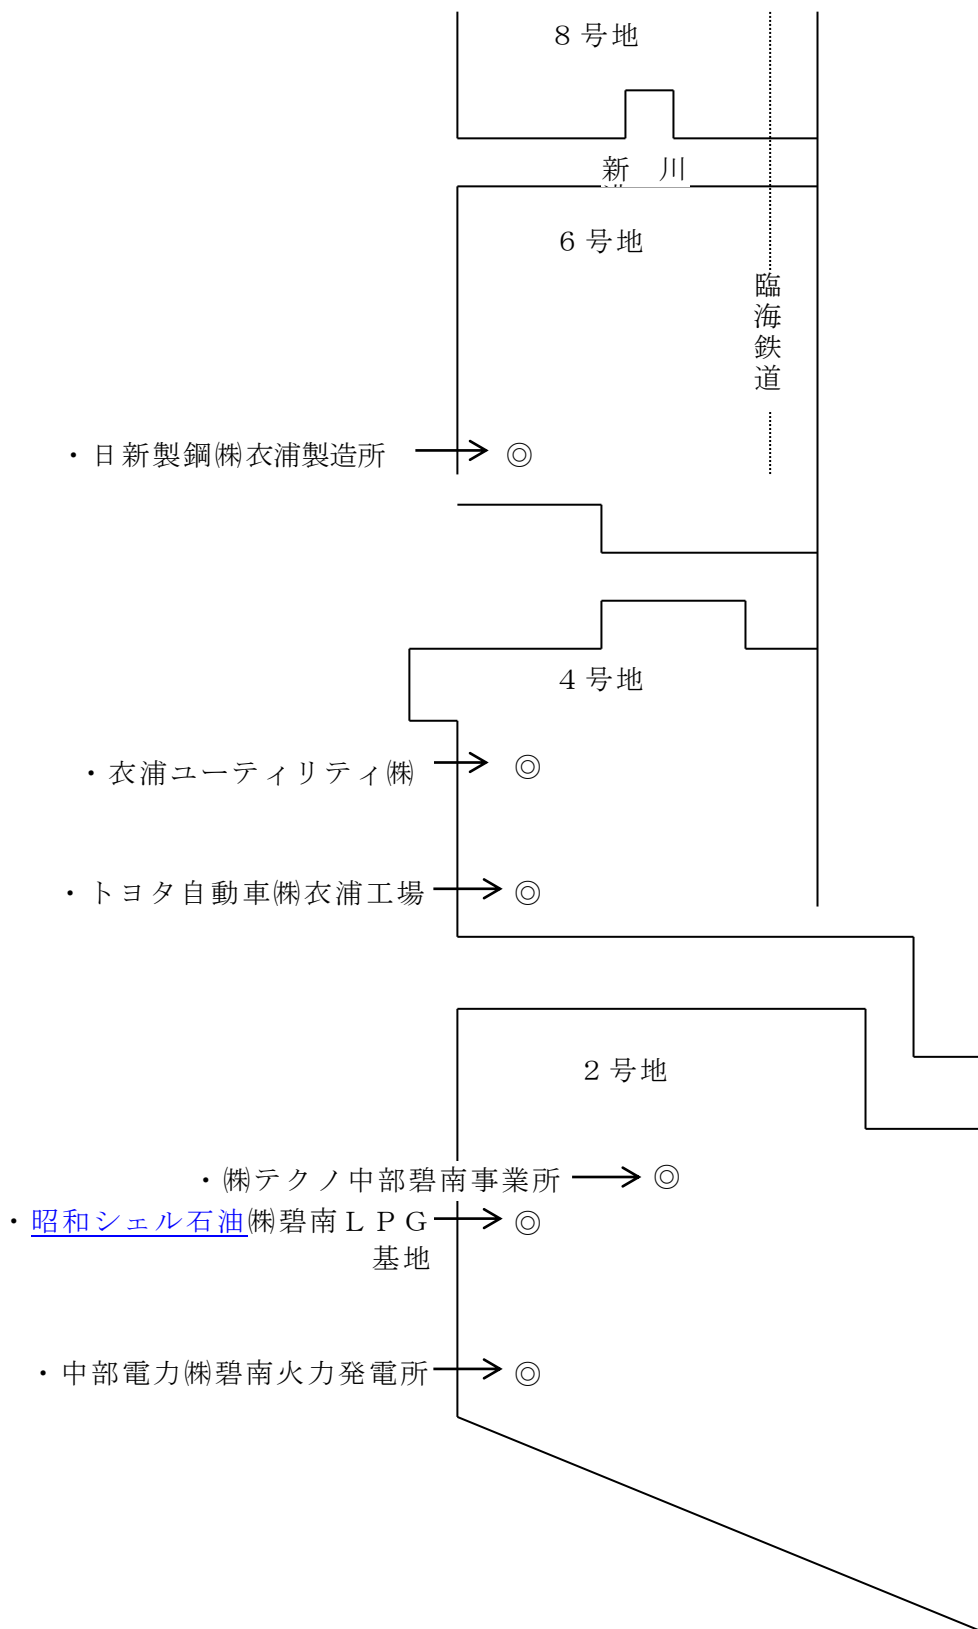 ８号地
新　川
６号地
臨海鉄道
・日新製鋼㈱衣浦製造所
◎
４号地
・衣浦ユーティリティ㈱
◎
・トヨタ自動車㈱衣浦工場
◎
２号地
・㈱テクノ中部碧南事業所
◎
・昭和シェル石油㈱碧南ＬＰＧ
基地
◎
・中部電力㈱碧南火力発電所
◎